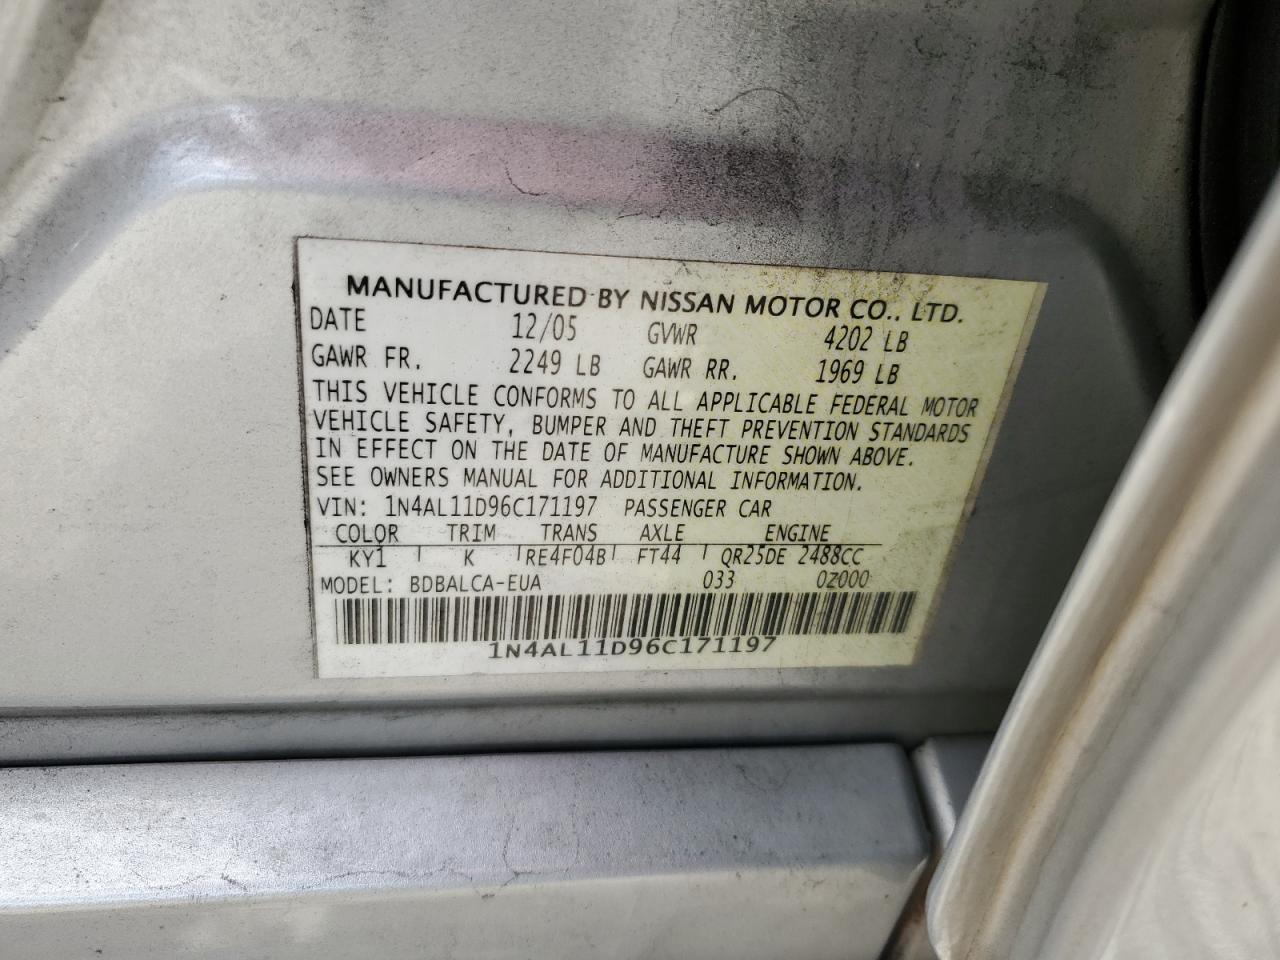 MANUFACTURED BY NISSAN MOTOR CO., LTD.
DATE 12/05 GVWR 4202 LB
GAWR FR. 2249 LB GAWR RR. 1969 LB
THIS VEHICLE CONFORMS TO ALL APPLICABLE FEDERAL MOTOR
VEHICLE SAFETY, BUMPER AND THEFT PREVENTION STANDARDS
IN EFFECT ON THE DATE OF MANUFACTURE SHOWN ABOVE.
SEE OWNERS MANUAL FOR ADDITIONAL INFORMATION.
VIN: 1N4AL11D96C171197 PASSENGER CAR
COLOR TRIM TRANS AXLE ENGINE
KY1 K RE4F04B FT44 QR25DE 2488CC
MODEL: BDBALCA-EUA 033 0Z000
1N4AL11D96C171197